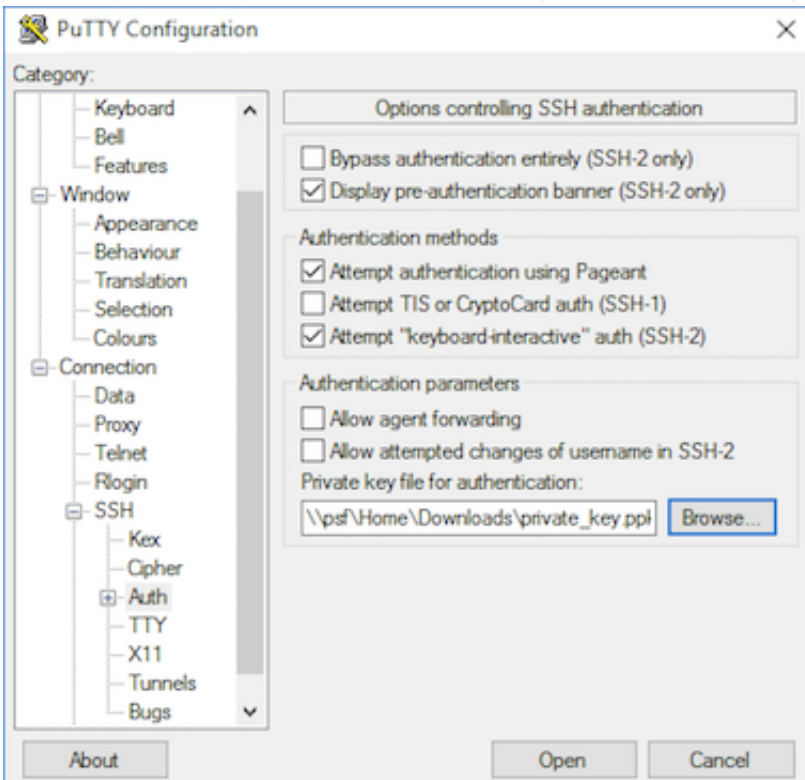 PuTTY Configuration
Category:
Keyboard
Bell
Features
Window
Appearance
Behaviour
Translation
Selection
Colours
Connection
Data
Proxy
Telnet
Rlogin
SSH
Kex
Cipher
Auth
TTY
X11
Tunnels
Bugs
Options controlling SSH authentication
Bypass authentication entirely (SSH-2 only)
Display pre-authentication banner (SSH-2 only)
Authentication methods
Attempt authentication using Pageant
Attempt TIS or CryptoCard auth (SSH-1)
Attempt "keyboard-interactive" auth (SSH-2)
Authentication parameters
Allow agent forwarding
Allow attempted changes of username in SSH-2
Private key file for authentication:
\\psf\Home\Downloads\private_key.ppk
Browse...
About
Open
Cancel